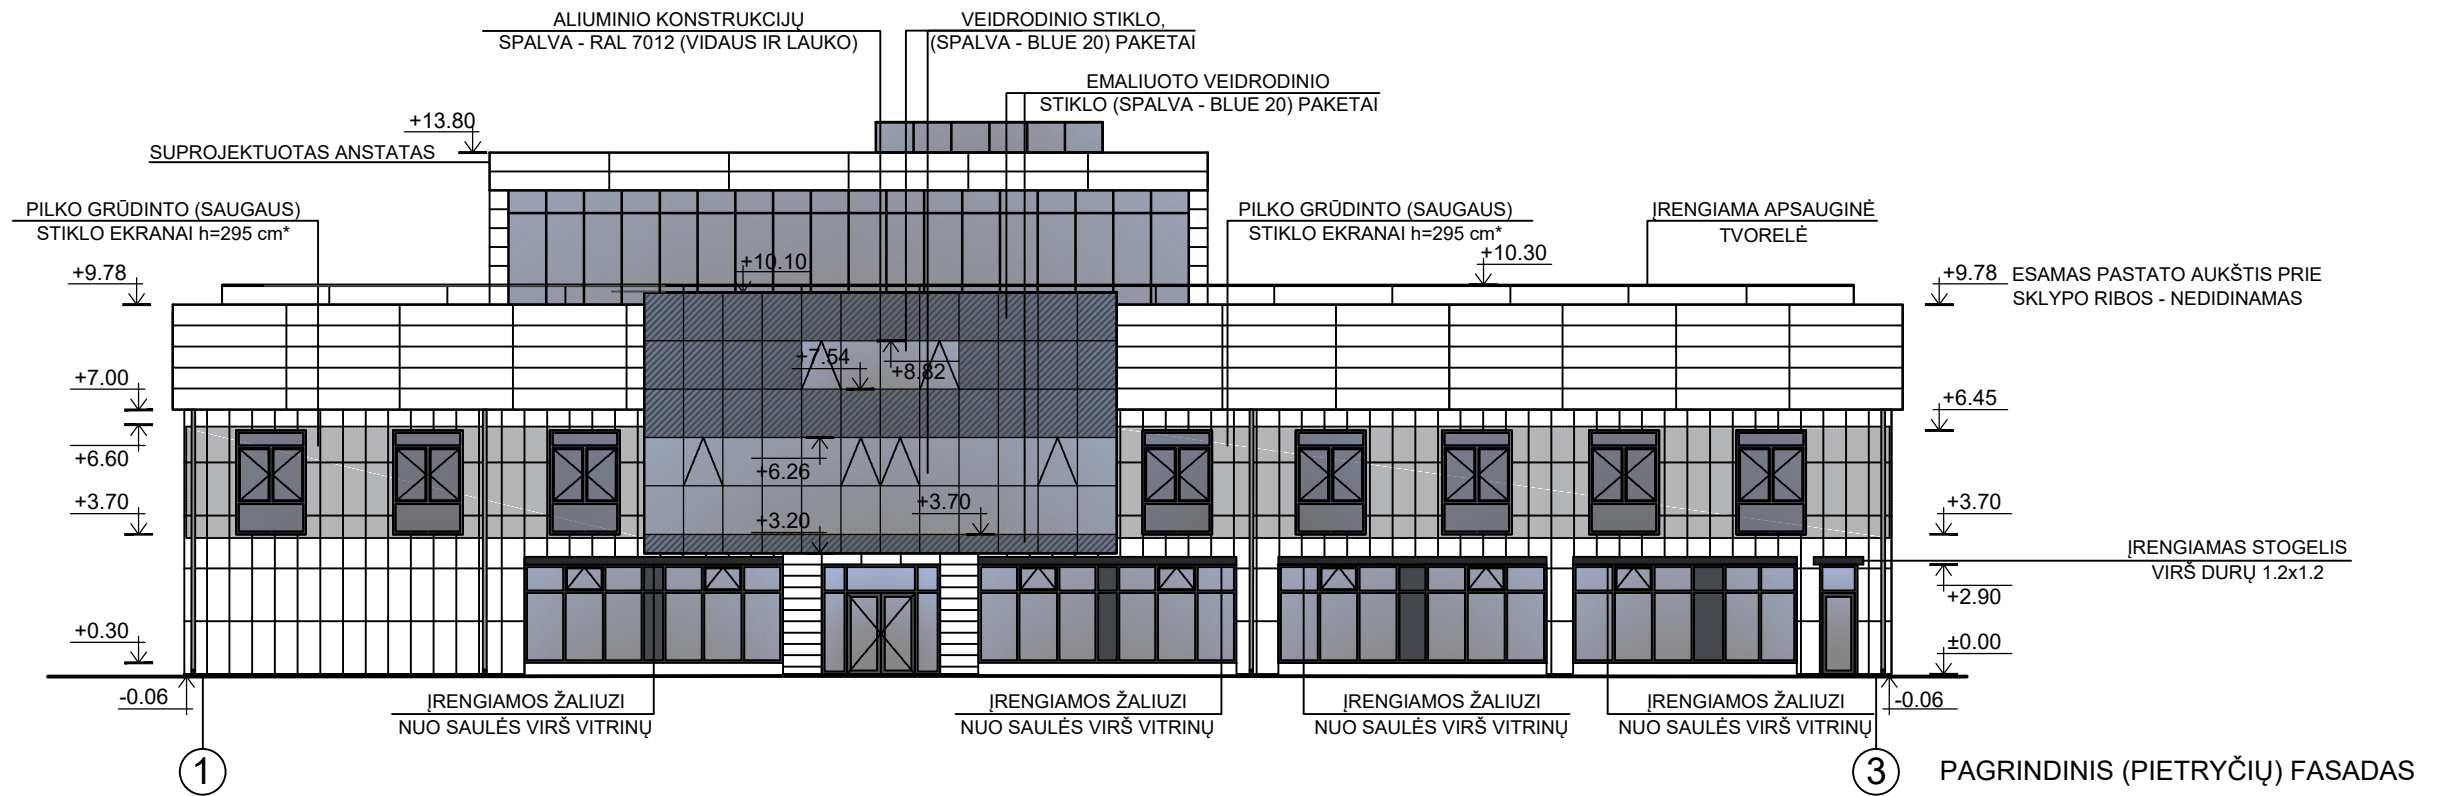 ALIUMINIO KONSTRUKCIJŲ
SPALVA - RAL 7012 (VIDAUS IR LAUKO)
VEIDRODINIO STIKLO,
(SPALVA - BLUE 20) PAKETAI
EMALIUOTO VEIDRODINIO
STIKLO (SPALVA - BLUE 20) PAKETAI
+13.80
SUPROJEKTUOTAS ANSTATAS
PILKO GRŪDINTO (SAUGAUS)
STIKLO EKRANAI h=295 cm*
PILKO GRŪDINTO (SAUGAUS)
STIKLO EKRANAI h=295 cm*
ĮRENGIAMA APSAUGINĖ
TVORELĖ
+9.78
+10.10
+10.30
+9.78
ESAMAS PASTATO AUKŠTIS PRIE
SKLYPO RIBOS - NEDIDINAMAS
+7.54
+8.82
+7.00
+6.45
+6.60
+6.26
+3.70
+3.70
+3.70
+3.20
ĮRENGIAMAS STOGELIS
VIRŠ DURŲ 1.2x1.2
+2.90
+0.30
±0.00
-0.06
-0.06
ĮRENGIAMOS ŽALIUZI
NUO SAULĖS VIRŠ VITRINŲ
ĮRENGIAMOS ŽALIUZI
NUO SAULĖS VIRŠ VITRINŲ
ĮRENGIAMOS ŽALIUZI
NUO SAULĖS VIRŠ VITRINŲ
ĮRENGIAMOS ŽALIUZI
NUO SAULĖS VIRŠ VITRINŲ
1
3
PAGRINDINIS (PIETRYČIŲ) FASADAS